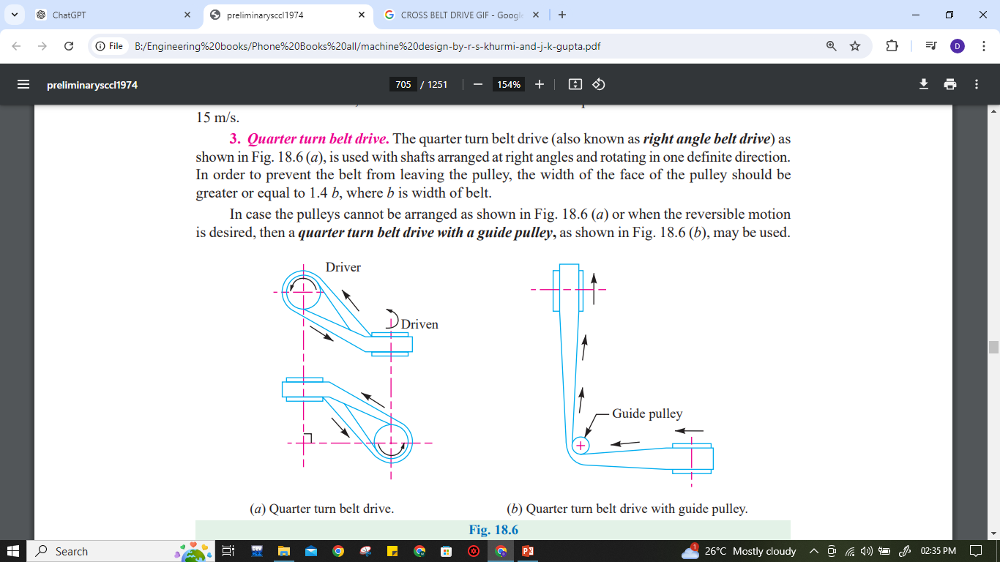 ChatGPT
preliminarysccl1974
CROSS BELT DRIVE GIF - Google
File
B:/Engineering%20books/Phone%20Books%20all/machine%20design-by-r-s-khurmi-and-j-k-gupta.pdf
D
preliminarysccl1974
705 / 1251
154%
15 m/s.
3. Quarter turn belt drive. The quarter turn belt drive (also known as right angle belt drive) as
shown in Fig. 18.6 (a), is used with shafts arranged at right angles and rotating in one definite direction.
In order to prevent the belt from leaving the pulley, the width of the face of the pulley should be
greater or equal to 1.4 b, where b is width of belt.
In case the pulleys cannot be arranged as shown in Fig. 18.6 (a) or when the reversible motion
is desired, then a quarter turn belt drive with a guide pulley, as shown in Fig. 18.6 (b), may be used.
Driver
Driven
Guide pulley
(a) Quarter turn belt drive.
(b) Quarter turn belt drive with guide pulley.
Fig. 18.6
Search
1
26°C Mostly cloudy
02:35 PM